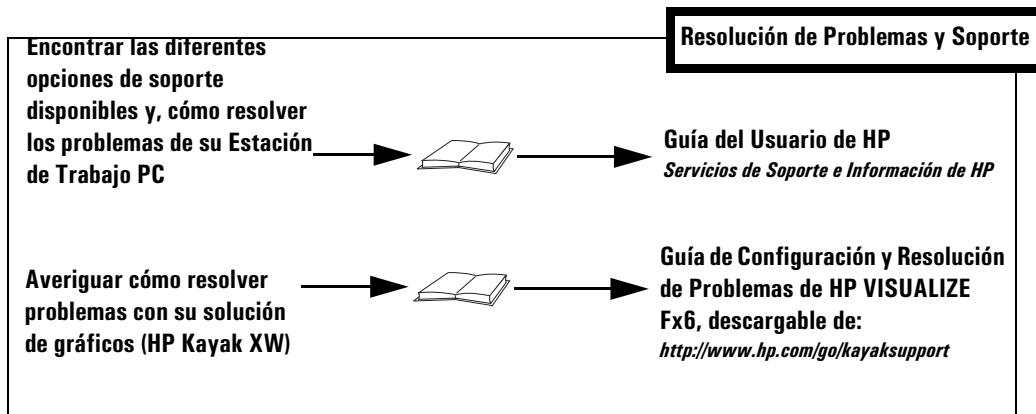 Resolución de Problemas y Soporte
Encontrar las diferentes
opciones de soporte
disponibles y, cómo resolver
los problemas de su Estación
de Trabajo PC
Guía del Usuario de HP
Servicios de Soporte e Información de HP
Averiguar cómo resolver
problemas con su solución
de gráficos (HP Kayak XW)
Guía de Configuración y Resolución
de Problemas de HP VISUALIZE
Fx6, descargable de:
http://www.hp.com/go/kayaksupport